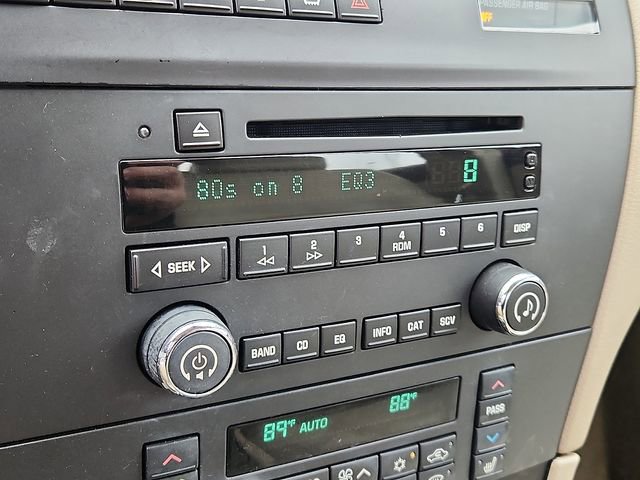 PASSENGER AIR BAG
OFF
80s on 8 EQ3 8
SEEK 1 2 3 4 RDM 5 6 DISP
BAND CD EQ INFO CAT SCV
89°F AUTO 88°F
PASS